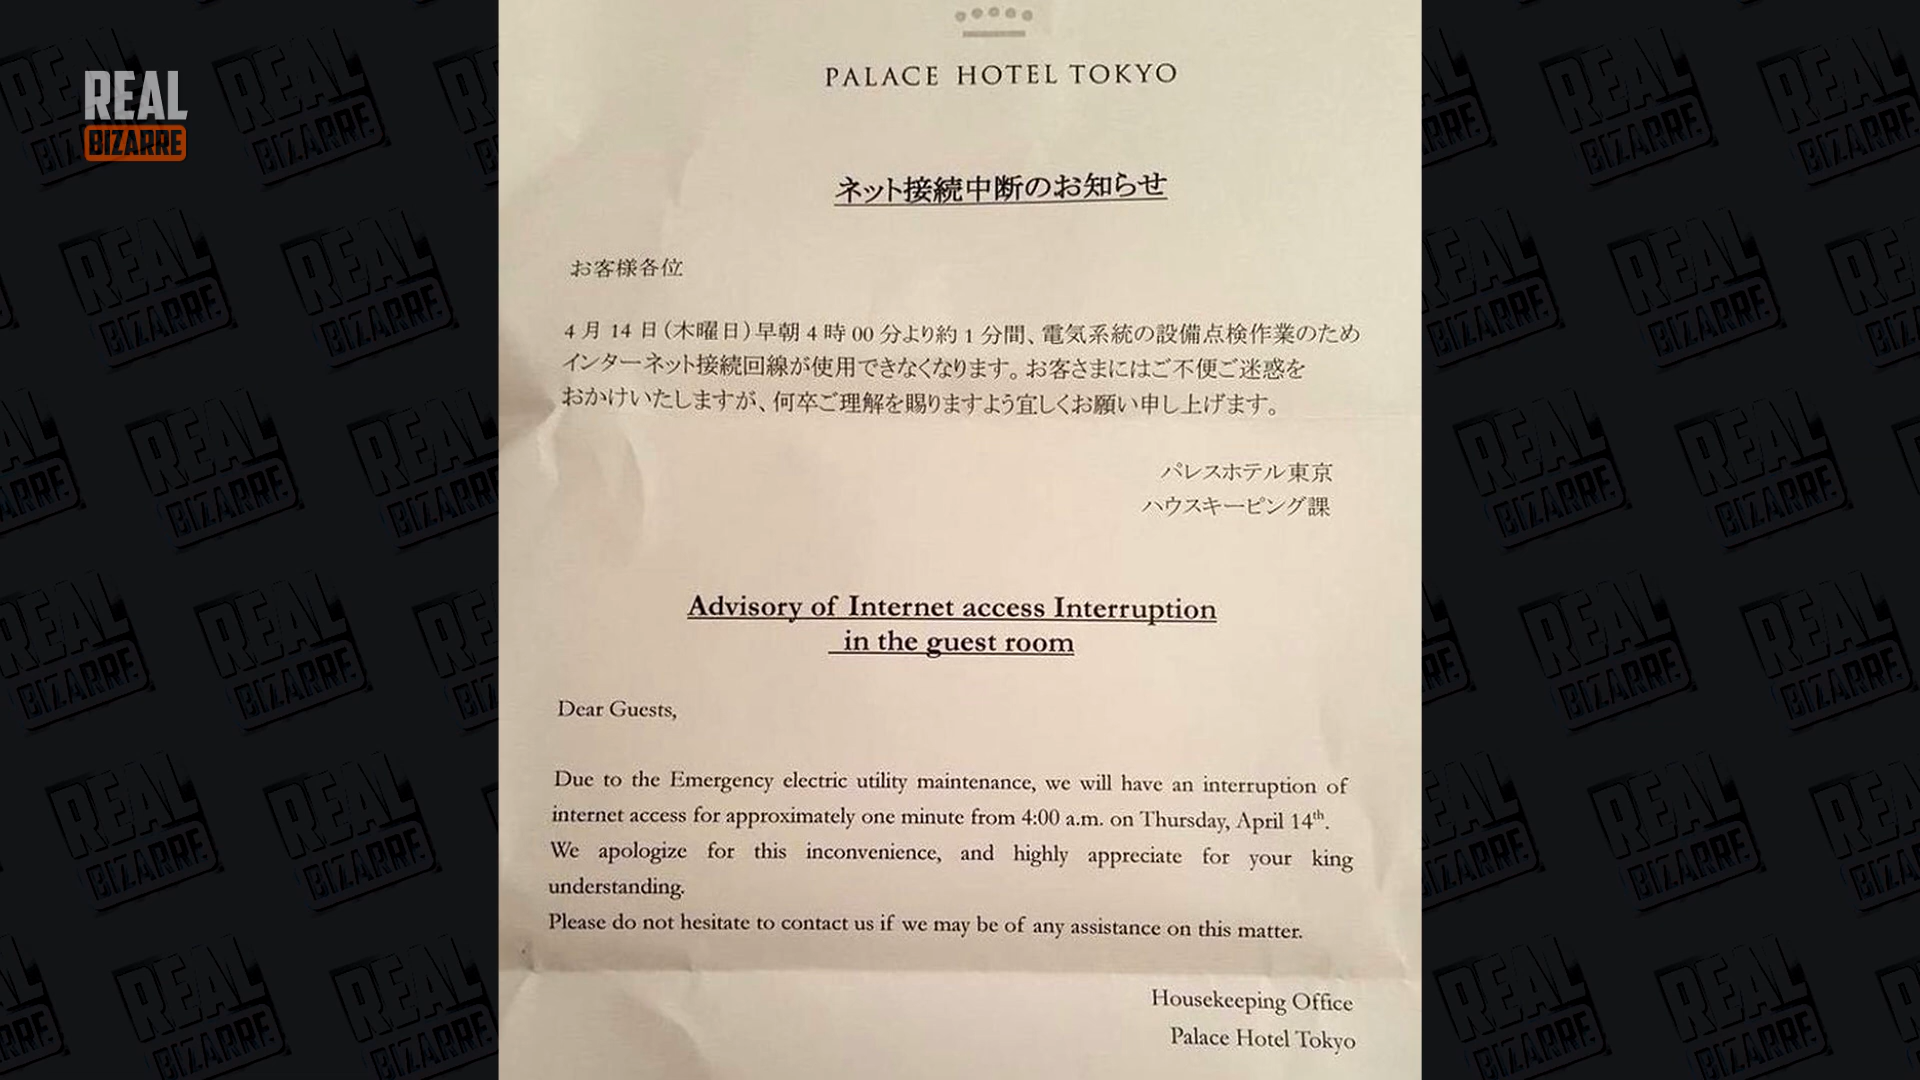 REAL
BIZARRE
PALACE HOTEL TOKYO
ネット接続中断のお知らせ
お客様各位
4月14日(木曜日)早朝4時00分より約1分間、電気系統の設備点検作業のため
インターネット接続回線が使用できなくなります。お客さまにはご不便ご迷惑を
おかけいたしますが、何卒ご理解を賜りますよう宜しくお願い申し上げます。
パレスホテル東京
ハウスキーピング課
Advisory of Internet access Interruption
in the guest room
Dear Guests,
Due to the Emergency electric utility maintenance, we will have an interruption of
internet access for approximately one minute from 4:00 a.m. on Thursday, April 14th.
We apologize for this inconvenience, and highly appreciate for your king
understanding.
Please do not hesitate to contact us if we may be of any assistance on this matter.
Housekeeping Office
Palace Hotel Tokyo